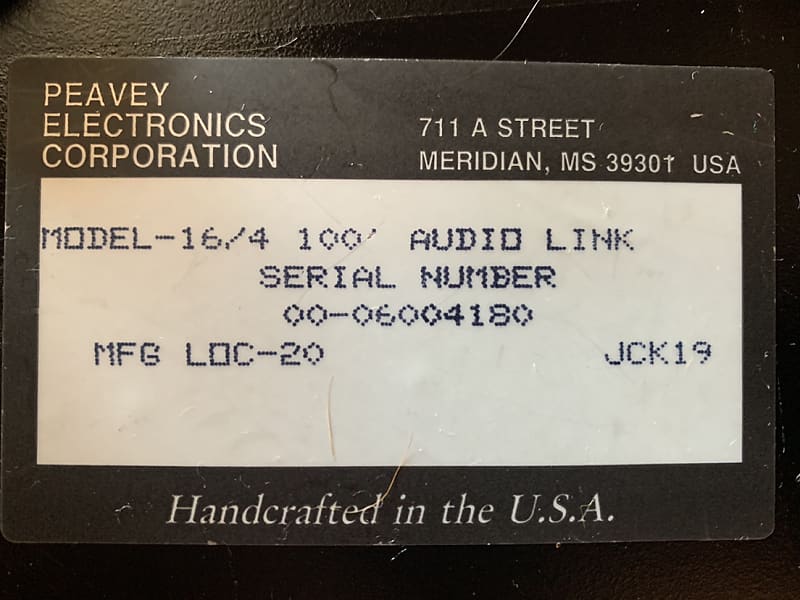 PEAVEY
ELECTRONICS
CORPORATION
711 A STREET
MERIDIAN, MS 39301 USA
MODEL-16/4 100' AUDIO LINK
SERIAL NUMBER
00-06004180
MFG LOC-20 JCK19
Handcrafted in the U.S.A.